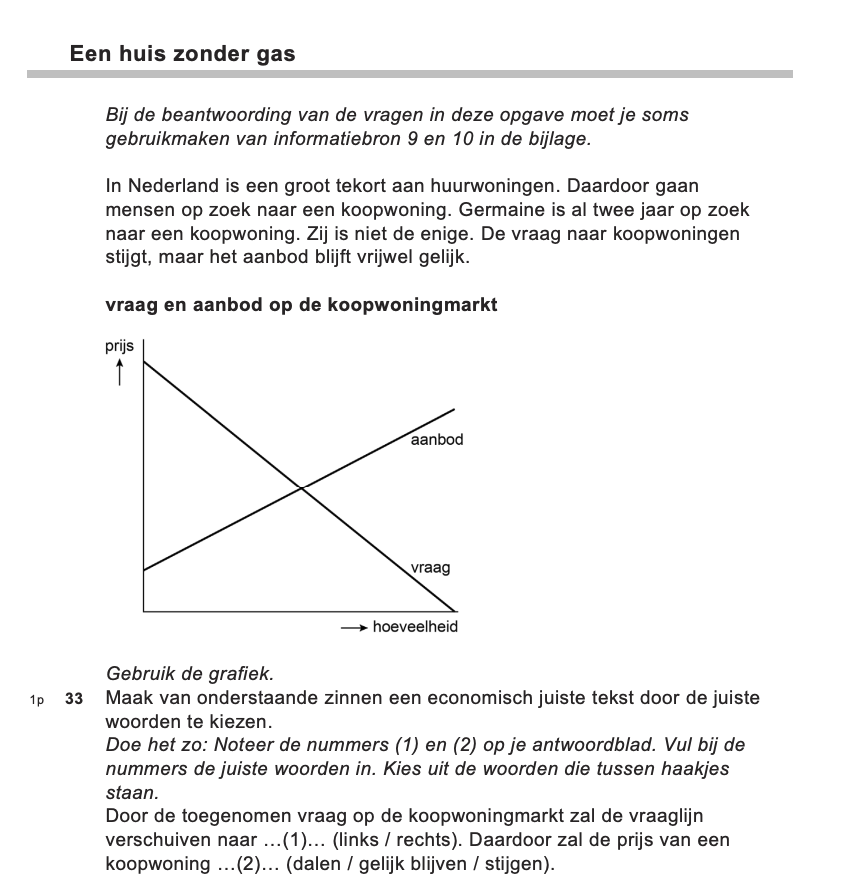 Een huis zonder gas
Bij de beantwoording van de vragen in deze opgave moet je soms
gebruikmaken van informatiebron 9 en 10 in de bijlage.
In Nederland is een groot tekort aan huurwoningen. Daardoor gaan
mensen op zoek naar een koopwoning. Germaine is al twee jaar op zoek
naar een koopwoning. Zij is niet de enige. De vraag naar koopwoningen
stijgt, maar het aanbod blijft vrijwel gelijk.
vraag en aanbod op de koopwoningmarkt
prijs
aanbod
vraag
hoeveelheid
Gebruik de grafiek.
1p 33 Maak van onderstaande zinnen een economisch juiste tekst door de juiste
woorden te kiezen.
Doe het zo: Noteer de nummers (1) en (2) op je antwoordblad. Vul bij de
nummers de juiste woorden in. Kies uit de woorden die tussen haakjes
staan.
Door de toegenomen vraag op de koopwoningmarkt zal de vraaglijn
verschuiven naar …(1)… (links / rechts). Daardoor zal de prijs van een
koopwoning …(2)… (dalen / gelijk blijven / stijgen).